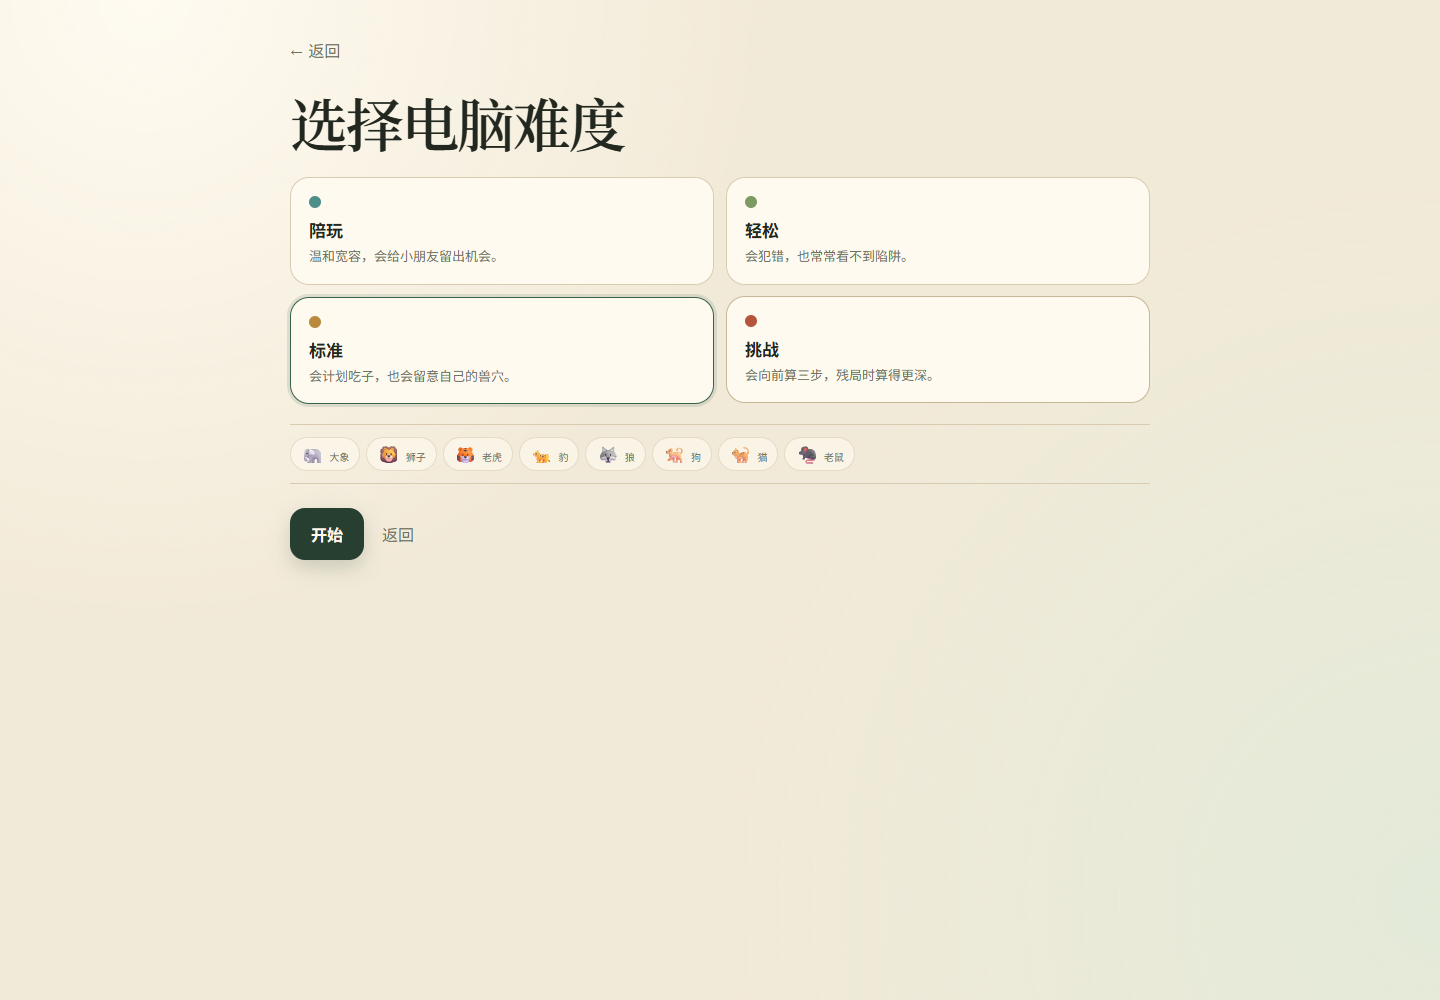 ← 返回
选择电脑难度
陪玩
温和宽容，会给小朋友留出机会。
轻松
会犯错，也常常看不到陷阱。
标准
会计划吃子，也会留意自己的兽穴。
挑战
会向前算三步，残局时算得更深。
大象 狮子 老虎 豹 狼 狗 猫 老鼠
开始 返回